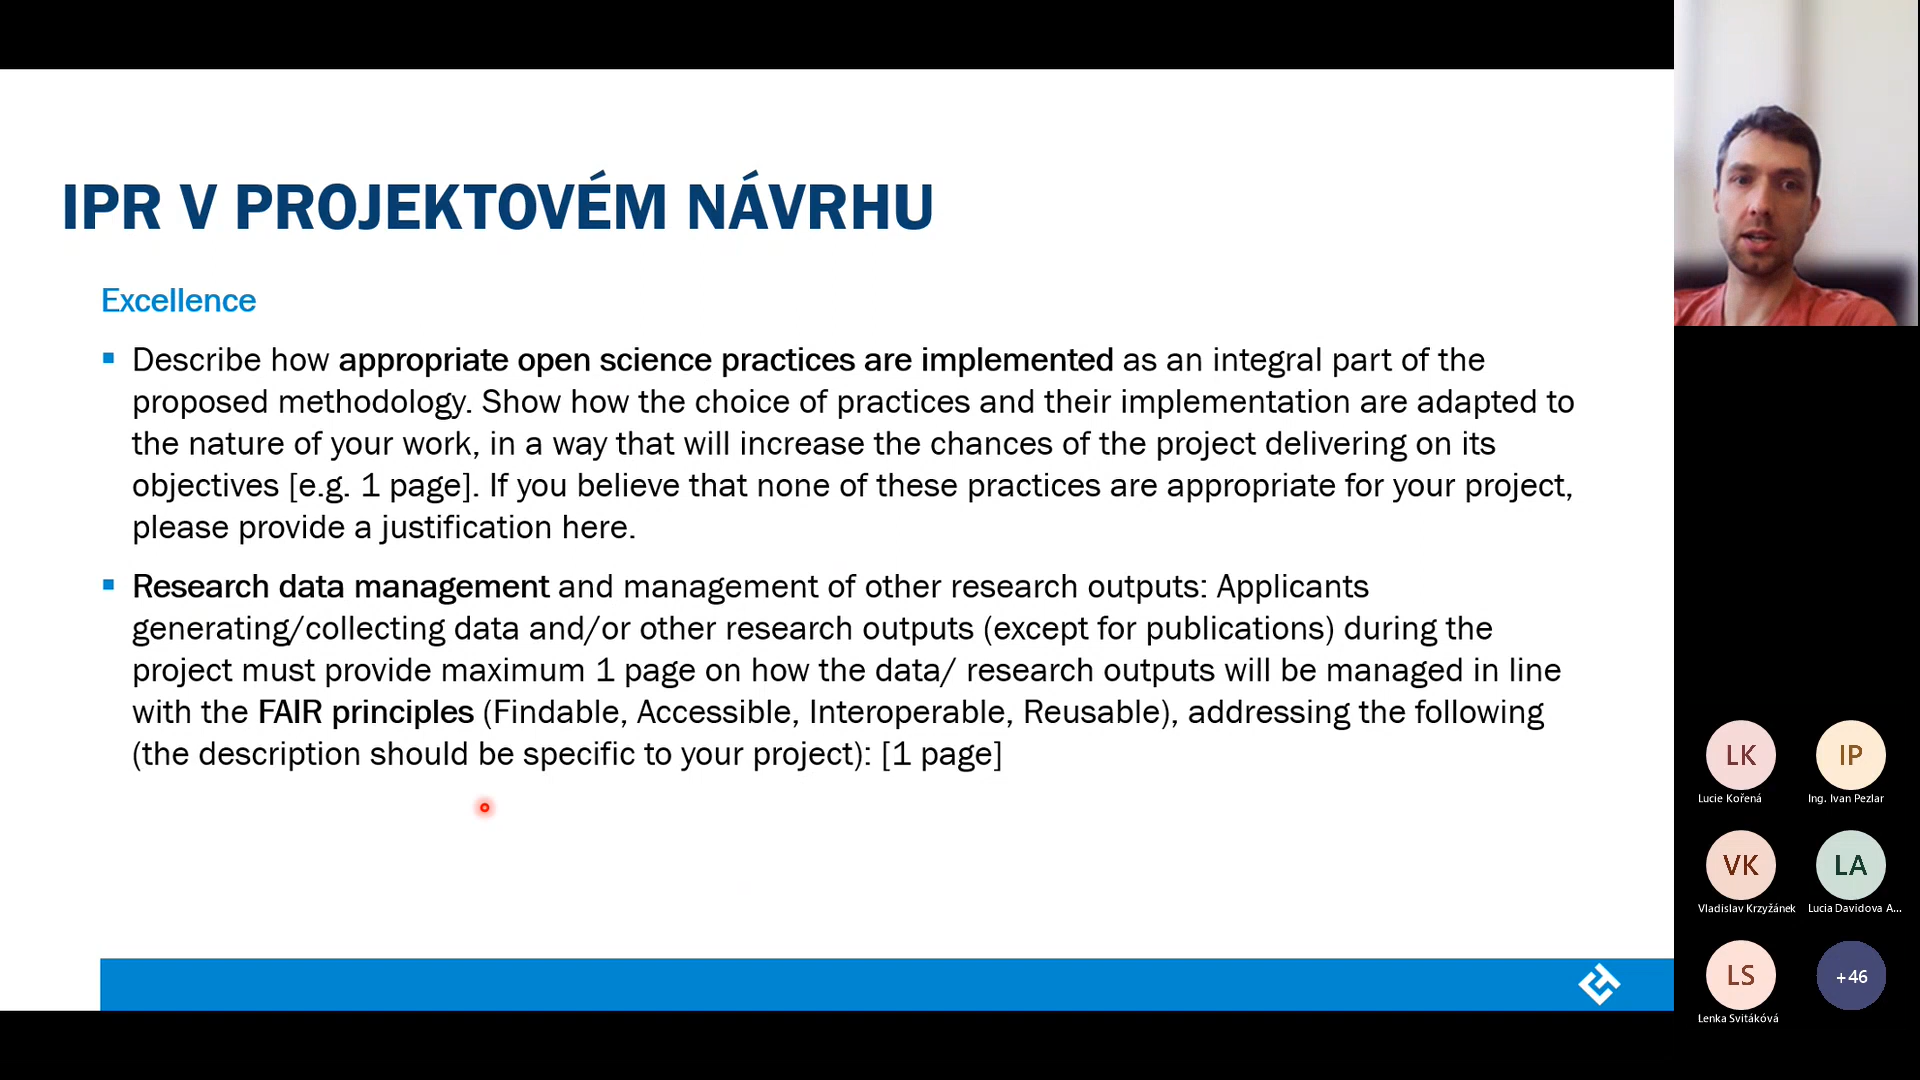 IPR V PROJEKTOVÉM NÁVRHU
Excellence
Describe how appropriate open science practices are implemented as an integral part of the
proposed methodology. Show how the choice of practices and their implementation are adapted to
the nature of your work, in a way that will increase the chances of the project delivering on its
objectives [e.g. 1 page]. If you believe that none of these practices are appropriate for your project,
please provide a justification here.
Research data management and management of other research outputs: Applicants
generating/collecting data and/or other research outputs (except for publications) during the
project must provide maximum 1 page on how the data/ research outputs will be managed in line
with the FAIR principles (Findable, Accessible, Interoperable, Reusable), addressing the following
(the description should be specific to your project): [1 page]
LK
IP
Lucie Kořená
Ing. Ivan Pezlar
VK
LA
Vladislav Krzyžánek
Lucia Davidova A...
LS
+46
Lenka Svitáková